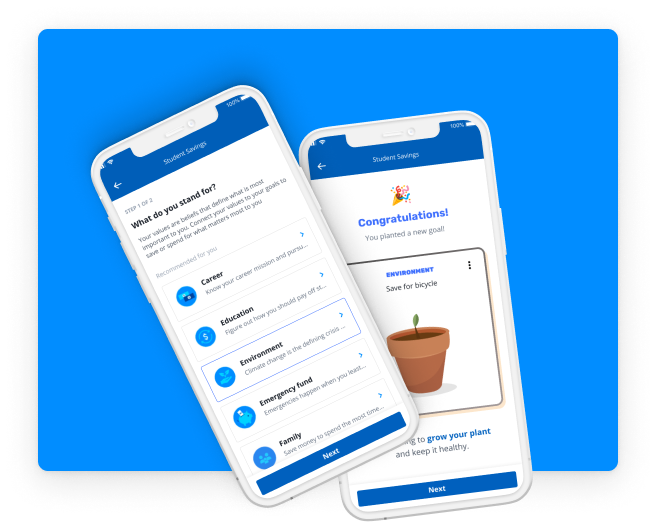 100%
Student Savings
STEP 1 OF 2
What do you stand for?
Your values are beliefs that define what is most
important to you. Connect your values to your goals to
save or spend for what matters most to you
Recommended for you
Career
Know your career mission and pursu...
Education
Figure out how you should pay off st...
Environment
Climate change is the defining crisis ...
Emergency fund
Emergencies happen when you least...
Family
Save money to spend the most time...
Next
100%
Student Savings
Congratulations!
You planted a new goal!
ENVIRONMENT
Save for bicycle
to grow your plant
and keep it healthy.
Next